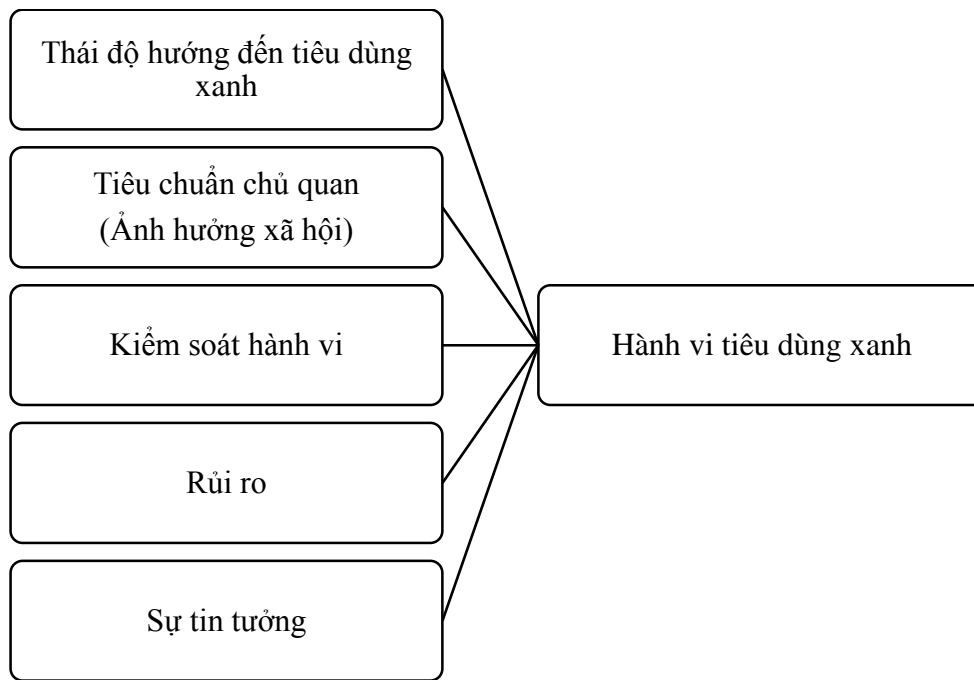 Thái độ hướng đến tiêu dùng
xanh
Tiêu chuẩn chủ quan
(Ảnh hưởng xã hội)
Kiểm soát hành vi
Hành vi tiêu dùng xanh
Rủi ro
Sự tin tưởng